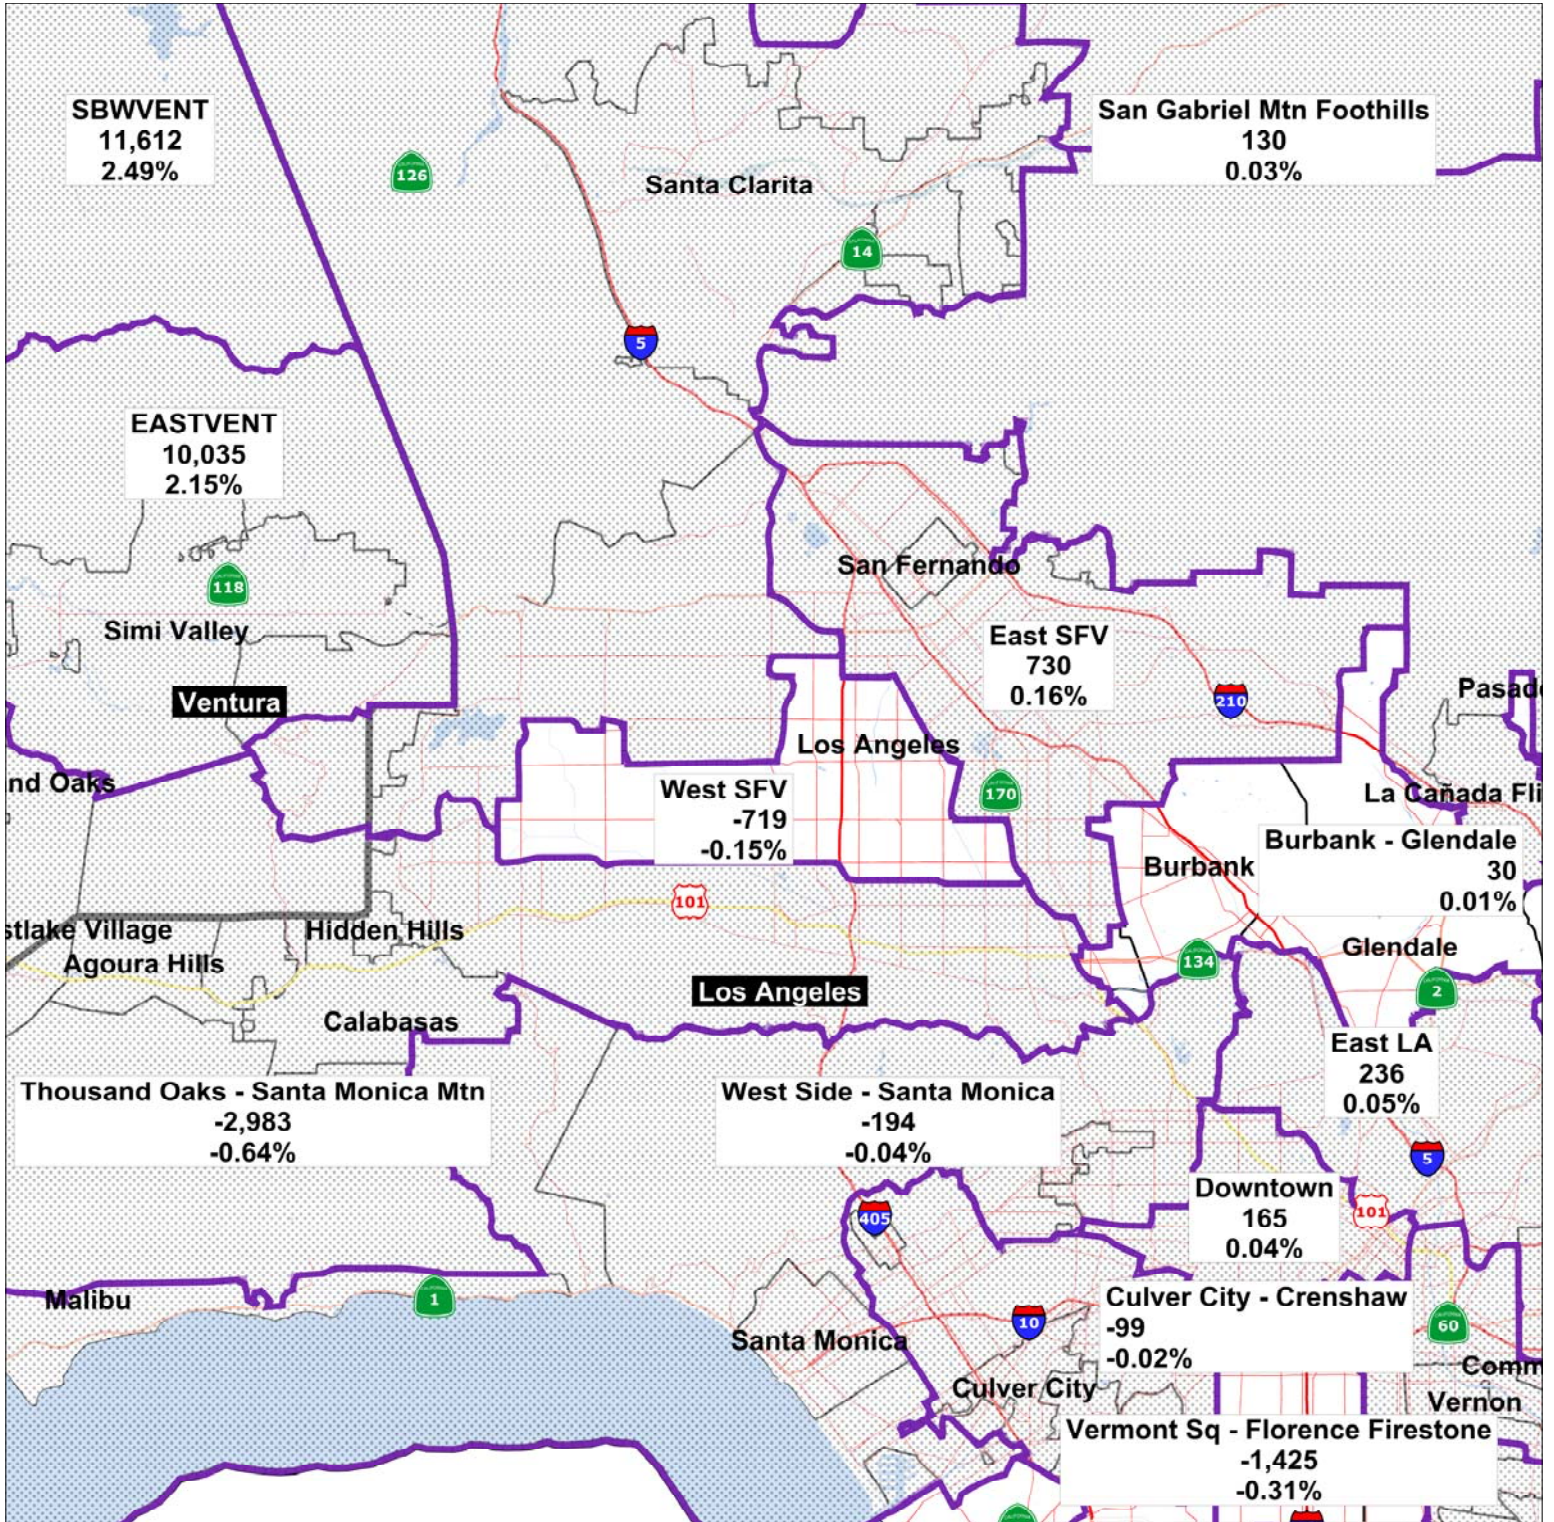 SBWVENT
11,612
2.49%
San Gabriel Mtn Foothills
130
0.03%
126
Santa Clarita
14
5
EASTVENT
10,035
2.15%
San Fernando
118
Simi Valley
East SFV
730
0.16%
Ventura
210
Pasad
Los Angeles
nd Oaks
West SFV
-719
-0.15%
170
La Cañada Fli
Burbank - Glendale
30
0.01%
Burbank
101
stlake Village
Hidden Hills
Agoura Hills
134
Glendale
Los Angeles
2
Calabasas
East LA
236
0.05%
Thousand Oaks - Santa Monica Mtn
-2,983
-0.64%
West Side - Santa Monica
-194
-0.04%
5
Downtown
165
0.04%
405
101
Malibu
1
Culver City - Crenshaw
-99
-0.02%
10
60
Santa Monica
Comm
Culver City
Vernon
Vermont Sq - Florence Firestone
-1,425
-0.31%